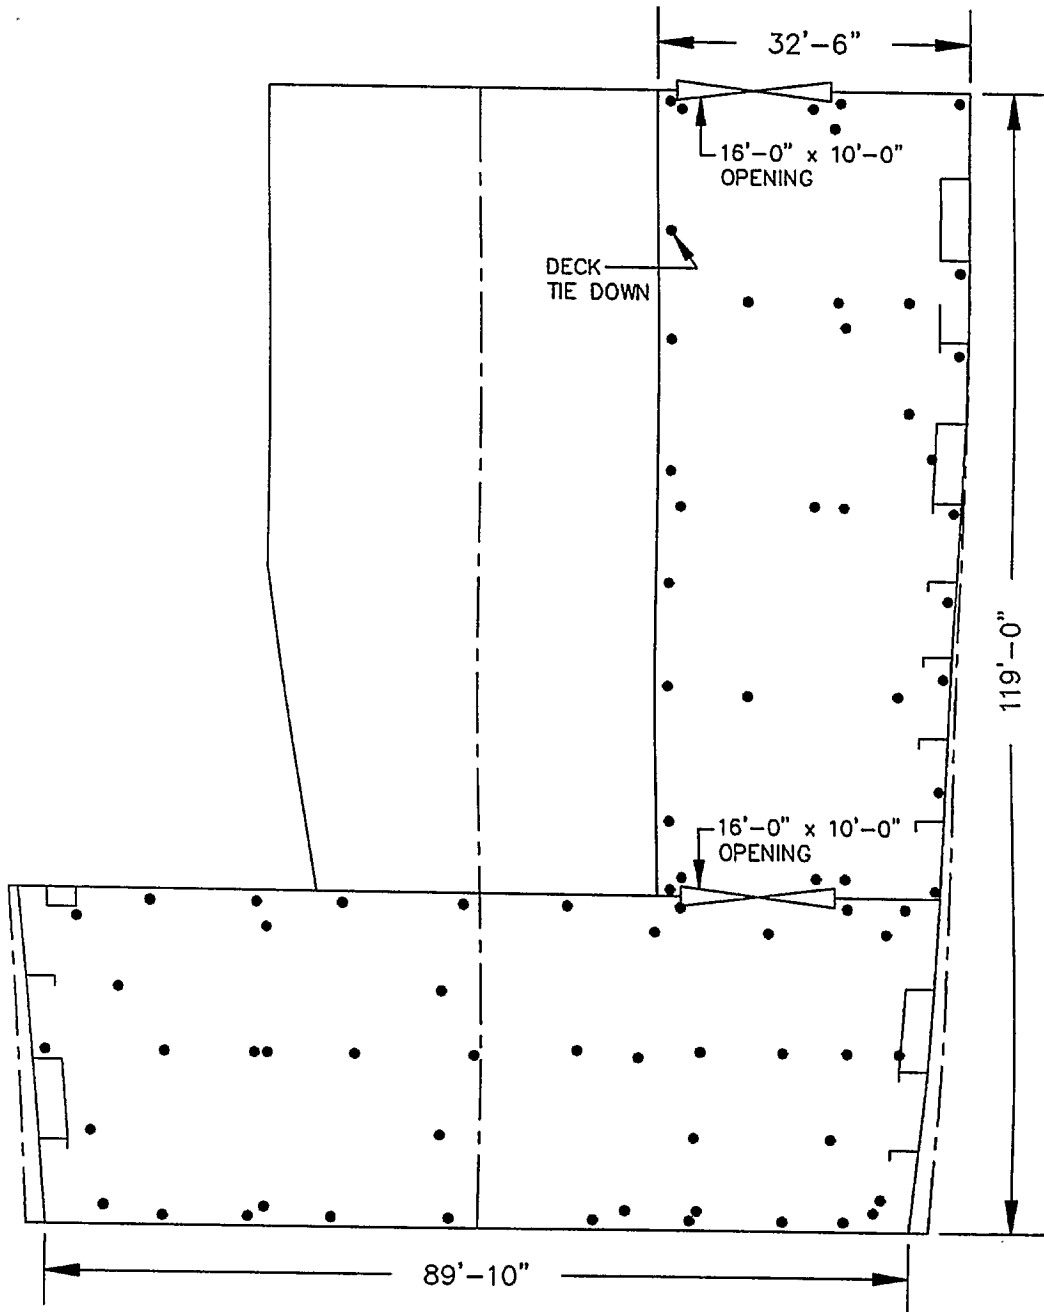 32'-6"
16'-0" x 10'-0"
OPENING
DECK
TIE DOWN
119'-0"
16'-0" x 10'-0"
OPENING
89'-10"